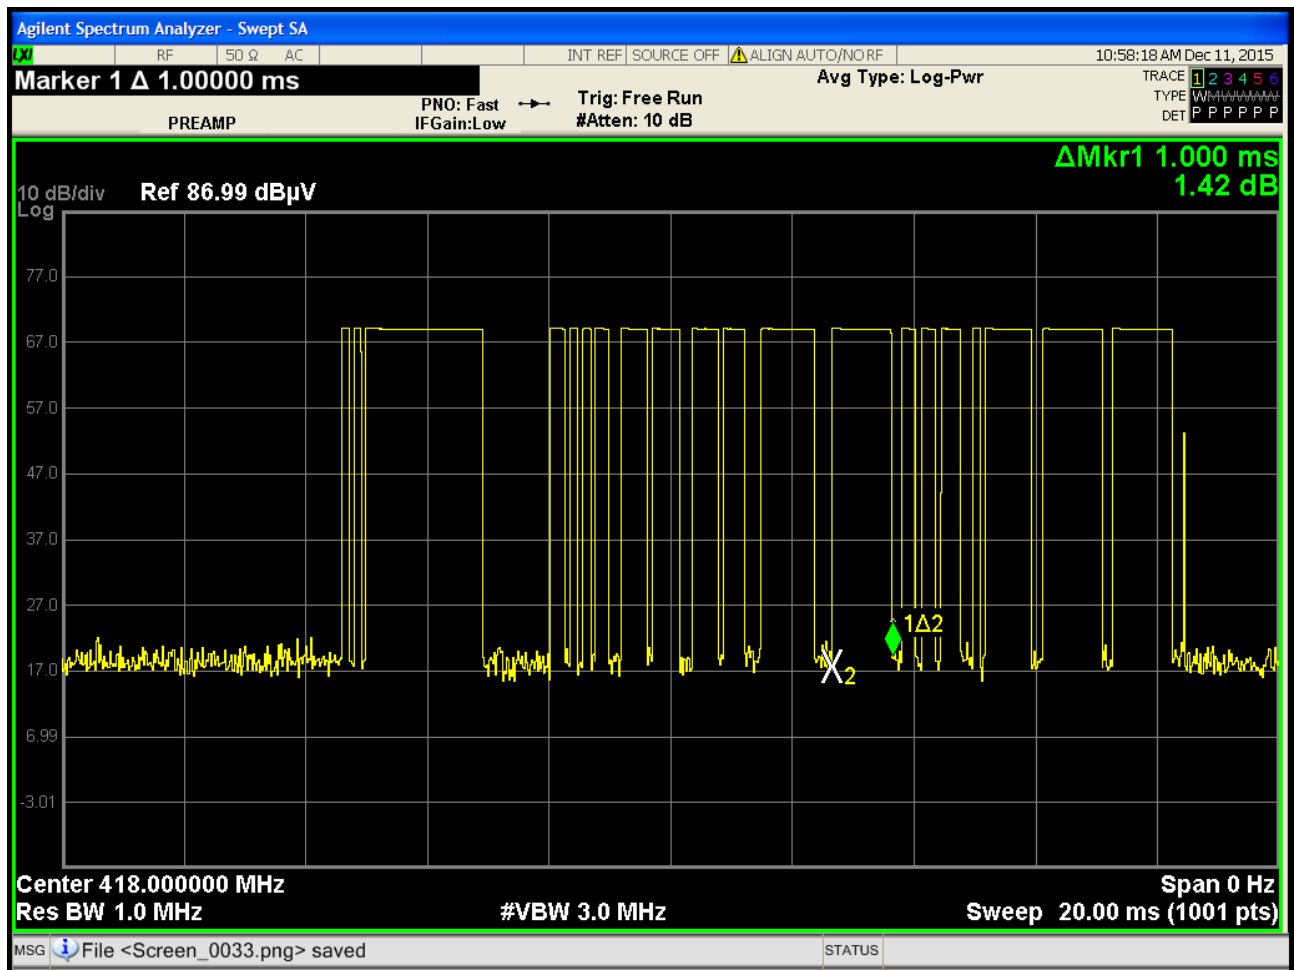 Agilent Spectrum Analyzer - Swept SA
LXI RF 50 Ω AC INT REF SOURCE OFF ALIGN AUTO/NO RF 10:58:18 AM Dec 11, 2015
Marker 1 Δ 1.00000 ms
PREAMP
PNO: Fast
IFGain:Low
Trig: Free Run
#Atten: 10 dB
Avg Type: Log-Pwr
TRACE 1 2 3 4 5 6
TYPE WMWWWWW
DET P P P P P P
ΔMkr1 1.000 ms
1.42 dB
10 dB/div Ref 86.99 dBµV
Log
77.0
67.0
57.0
47.0
37.0
27.0
17.0
6.99
-3.01
1Δ2
X2
Center 418.000000 MHz Span 0 Hz
Res BW 1.0 MHz #VBW 3.0 MHz Sweep 20.00 ms (1001 pts)
MSG File <Screen_0033.png> saved STATUS